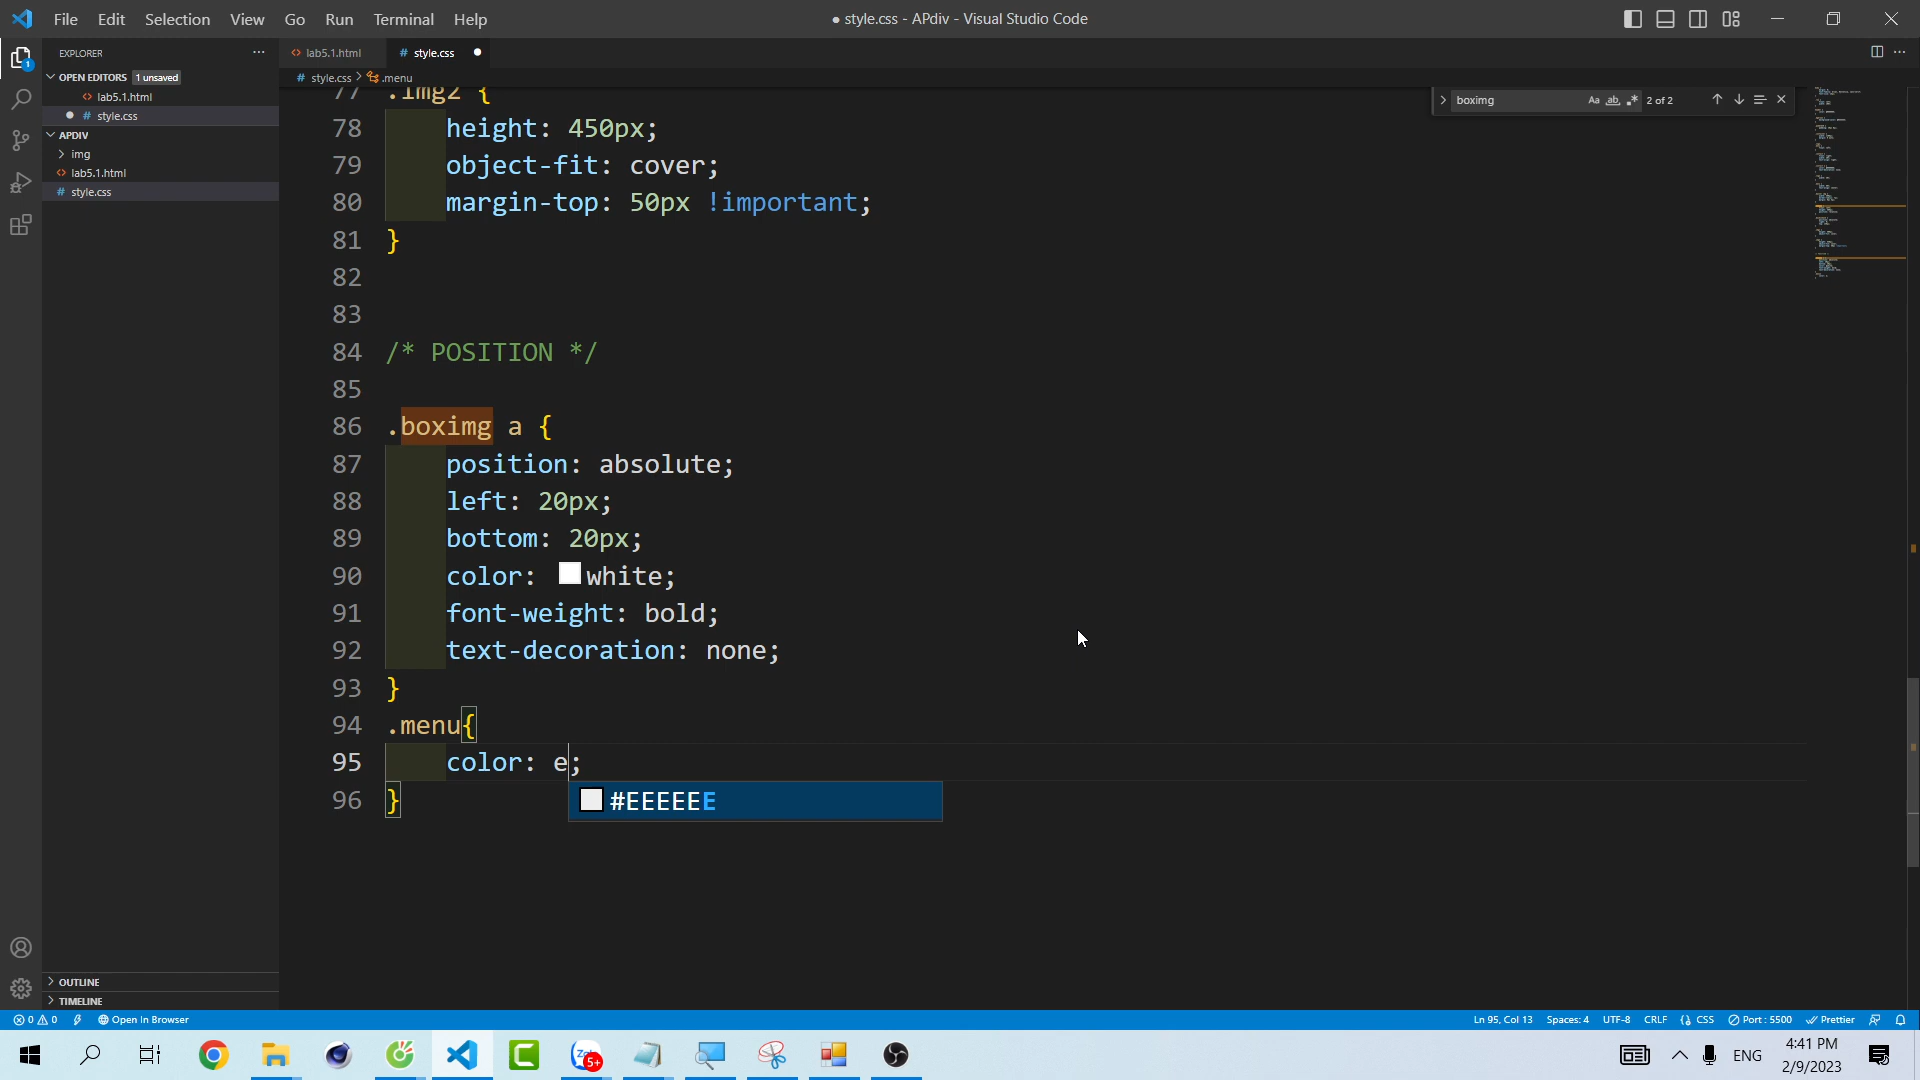 File Edit Selection View Go Run Terminal Help
● style.css - APdiv - Visual Studio Code
EXPLORER
OPEN EDITORS 1 unsaved
<> lab5.1.html
# style.css
APDIV
img
<> lab5.1.html
# style.css
OUTLINE
TIMELINE
<> lab5.1.html
# style.css
# style.css > .menu
boximg
Aa ab 2 of 2
77 .img2 {
78 height: 450px;
79 object-fit: cover;
80 margin-top: 50px !important;
81 }
82
83
84 /* POSITION */
85
86 .boximg a {
87 position: absolute;
88 left: 20px;
89 bottom: 20px;
90 color: white;
91 font-weight: bold;
92 text-decoration: none;
93 }
94 .menu{
95 color: e;
96 }
#EEEEEE
0 0 Open In Browser
Ln 95, Col 13 Spaces: 4 UTF-8 CRLF {} CSS Port : 5500 Prettier
5+
ENG
4:41 PM
2/9/2023